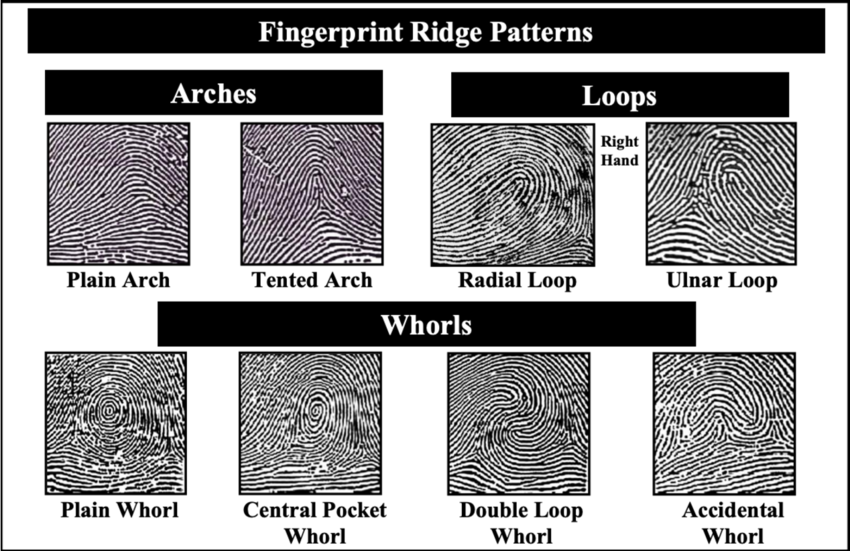 Fingerprint Ridge Patterns
Arches
Loops
Right
Hand
Plain Arch
Tented Arch
Radial Loop
Ulnar Loop
Whorls
Plain Whorl
Central Pocket
Whorl
Double Loop
Whorl
Accidental
Whorl